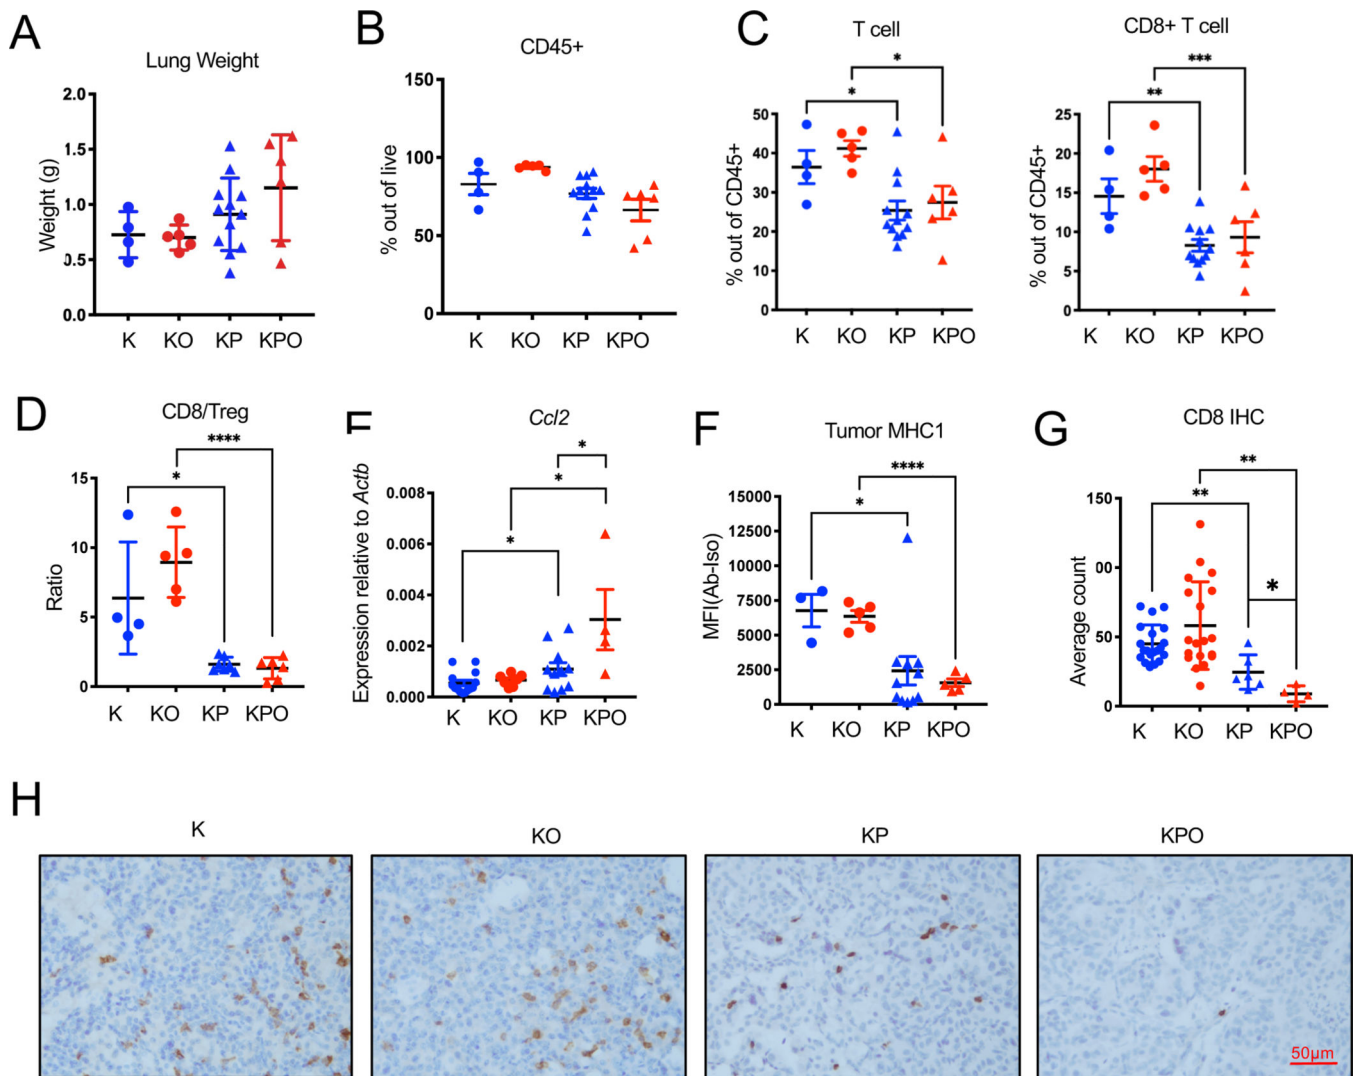 A
Lung Weight
Weight (g)
2.0
1.5
1.0
0.5
0.0
K KO KP KPO
B
CD45+
% out of live
150
100
50
0
K KO KP KPO
C
T cell
*
*
% out of CD45+
50
40
30
20
10
0
K KO KP KPO
CD8+ T cell
***
**
% out of CD45+
25
20
15
10
5
0
K KO KP KPO
D
CD8/Treg
****
*
Ratio
15
10
5
0
K KO KP KPO
Ccl2
*
*
*
Expression relative to Actb
0.008
0.006
0.004
0.002
0.000
K KO KP KPO
F
Tumor MHC1
****
*
MFI(Ab-Iso)
15000
12500
10000
7500
5000
2500
0
K KO KP KPO
G
CD8 IHC
**
**
*
Average count
150
00
50
0
K KO KP KPO
H
K KO KP KPO
50μm